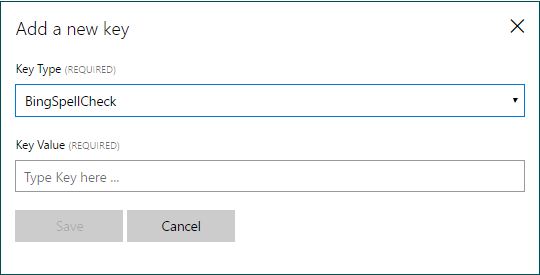 Add a new key
Key Type (REQUIRED)
BingSpellCheck
Key Value (REQUIRED)
Type Key here ...
Save Cancel